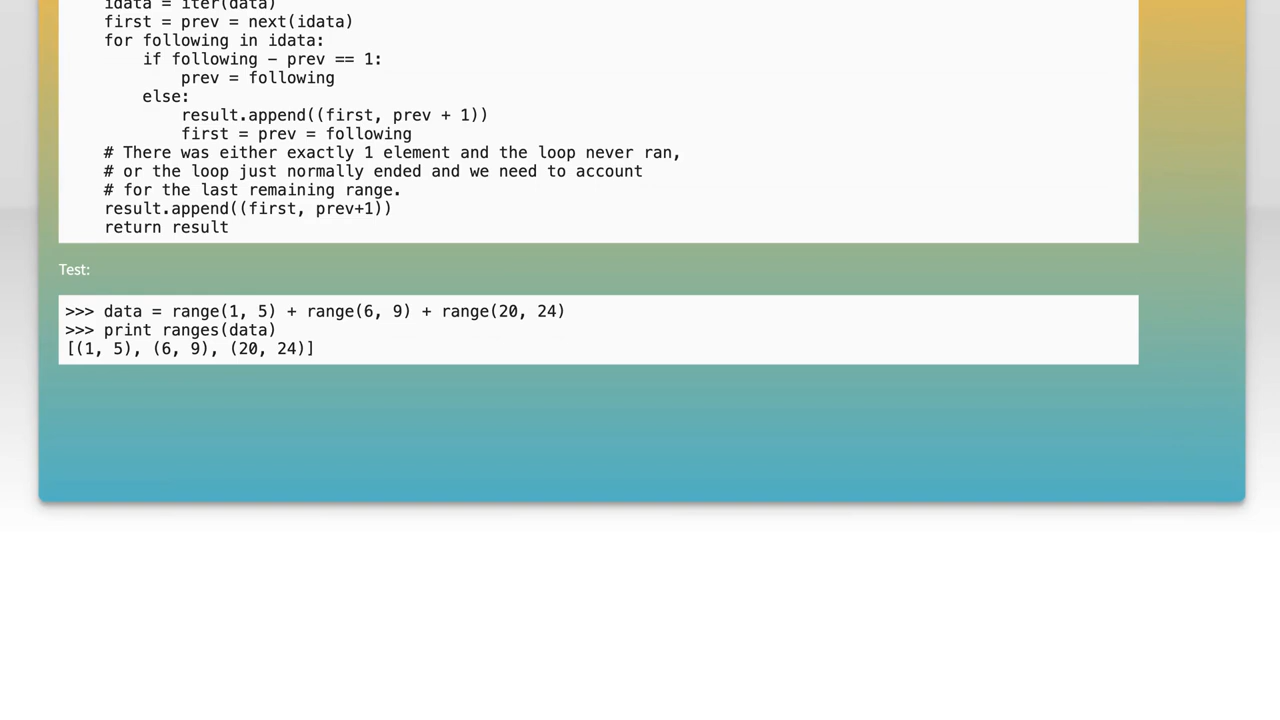 idata = iter(data)
first = prev = next(idata)
for following in idata:
    if following - prev == 1:
        prev = following
    else:
        result.append((first, prev + 1))
        first = prev = following
# There was either exactly 1 element and the loop never ran,
# or the loop just normally ended and we need to account
# for the last remaining range.
result.append((first, prev+1))
return result
Test:
>>> data = range(1, 5) + range(6, 9) + range(20, 24)
>>> print ranges(data)
[(1, 5), (6, 9), (20, 24)]